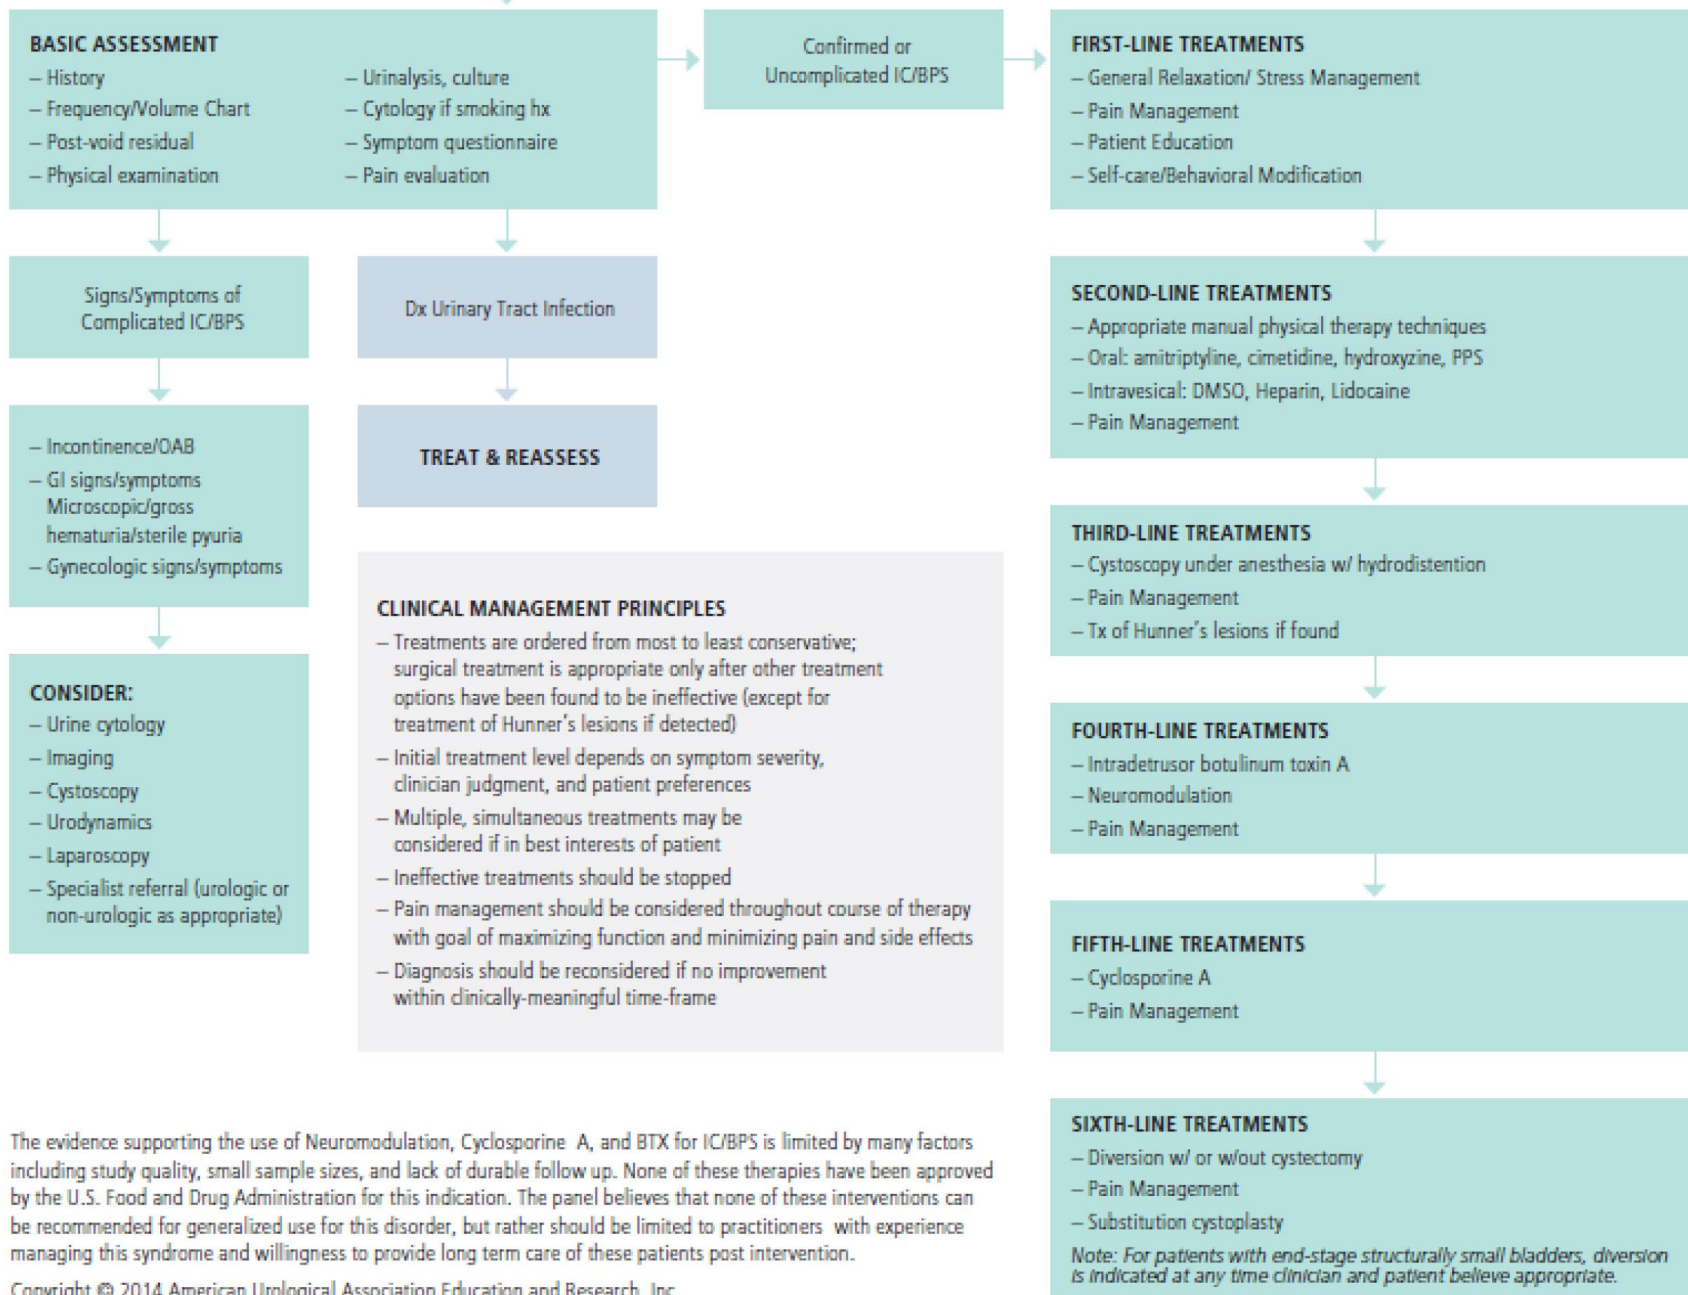 BASIC ASSESSMENT
– History
– Frequency/Volume Chart
– Post-void residual
– Physical examination
– Urinalysis, culture
– Cytology if smoking hx
– Symptom questionnaire
– Pain evaluation
Confirmed or
Uncomplicated IC/BPS
FIRST-LINE TREATMENTS
– General Relaxation/ Stress Management
– Pain Management
– Patient Education
– Self-care/Behavioral Modification
Signs/Symptoms of
Complicated IC/BPS
Dx Urinary Tract Infection
SECOND-LINE TREATMENTS
– Appropriate manual physical therapy techniques
– Oral: amitriptyline, cimetidine, hydroxyzine, PPS
– Intravesical: DMSO, Heparin, Lidocaine
– Pain Management
– Incontinence/OAB
– GI signs/symptoms
Microscopic/gross
hematuria/sterile pyuria
– Gynecologic signs/symptoms
TREAT & REASSESS
THIRD-LINE TREATMENTS
– Cystoscopy under anesthesia w/ hydrodistention
– Pain Management
– Tx of Hunner's lesions if found
CONSIDER:
– Urine cytology
– Imaging
– Cystoscopy
– Urodynamics
– Laparoscopy
– Specialist referral (urologic or
non-urologic as appropriate)
CLINICAL MANAGEMENT PRINCIPLES
– Treatments are ordered from most to least conservative;
surgical treatment is appropriate only after other treatment
options have been found to be ineffective (except for
treatment of Hunner's lesions if detected)
– Initial treatment level depends on symptom severity,
clinician judgment, and patient preferences
– Multiple, simultaneous treatments may be
considered if in best interests of patient
– Ineffective treatments should be stopped
– Pain management should be considered throughout course of therapy
with goal of maximizing function and minimizing pain and side effects
– Diagnosis should be reconsidered if no improvement
within clinically-meaningful time-frame
FOURTH-LINE TREATMENTS
– Intradetrusor botulinum toxin A
– Neuromodulation
– Pain Management
FIFTH-LINE TREATMENTS
– Cyclosporine A
– Pain Management
SIXTH-LINE TREATMENTS
– Diversion w/ or w/out cystectomy
– Pain Management
– Substitution cystoplasty
Note: For patients with end-stage structurally small bladders, diversion
is indicated at any time clinician and patient believe appropriate.
The evidence supporting the use of Neuromodulation, Cyclosporine A, and BTX for IC/BPS is limited by many factors
including study quality, small sample sizes, and lack of durable follow up. None of these therapies have been approved
by the U.S. Food and Drug Administration for this indication. The panel believes that none of these interventions can
be recommended for generalized use for this disorder, but rather should be limited to practitioners with experience
managing this syndrome and willingness to provide long term care of these patients post intervention.
Copyright © 2014 American Urological Association Education and Research, Inc.